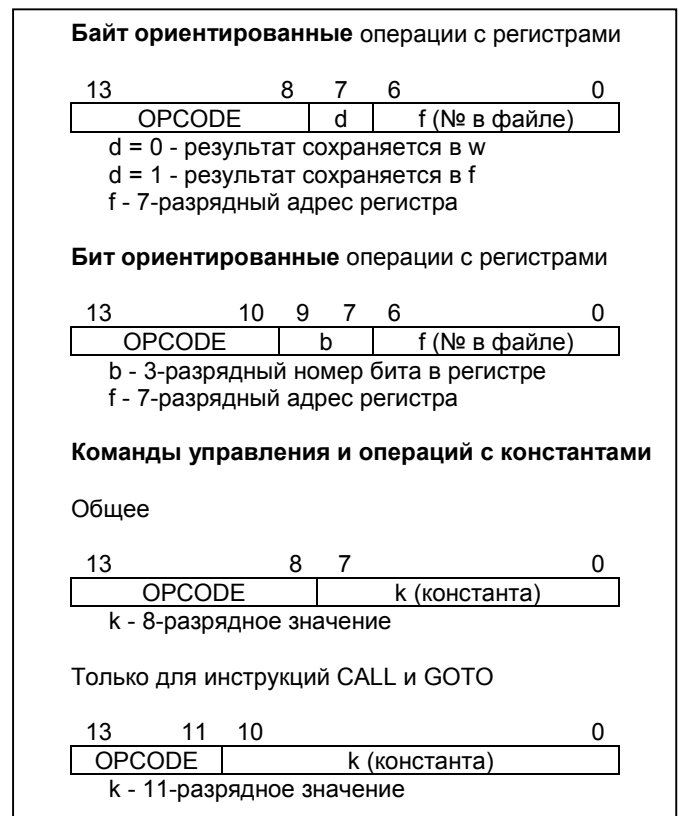 Байт ориентированные операции с регистрами
13 8 7 6 0
OPCODE d f (№ в файле)
d = 0 - результат сохраняется в w
d = 1 - результат сохраняется в f
f - 7-разрядный адрес регистра
Бит ориентированные операции с регистрами
13 10 9 7 6 0
OPCODE b f (№ в файле)
b - 3-разрядный номер бита в регистре
f - 7-разрядный адрес регистра
Команды управления и операций с константами
Общее
13 8 7 0
OPCODE k (константа)
k - 8-разрядное значение
Только для инструкций CALL и GOTO
13 11 10 0
OPCODE k (константа)
k - 11-разрядное значение